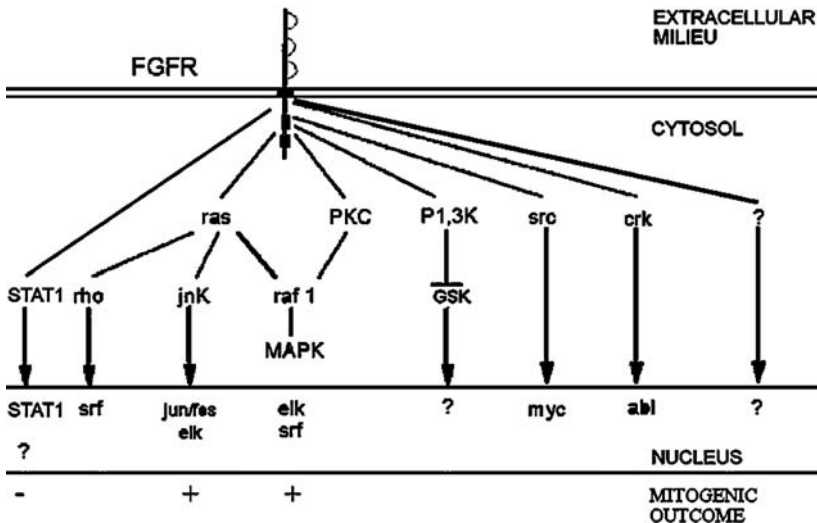 EXTRACELLULAR
MILIEU
FGFR
CYTOSOL
ras PKC P1,3K src crk ?
STAT1 rho jnK raf 1 GSK
MAPK
STAT1 srf jun/fos elk ? myc abl ?
elk srf
?
NUCLEUS
- + + MITOGENIC
OUTCOME